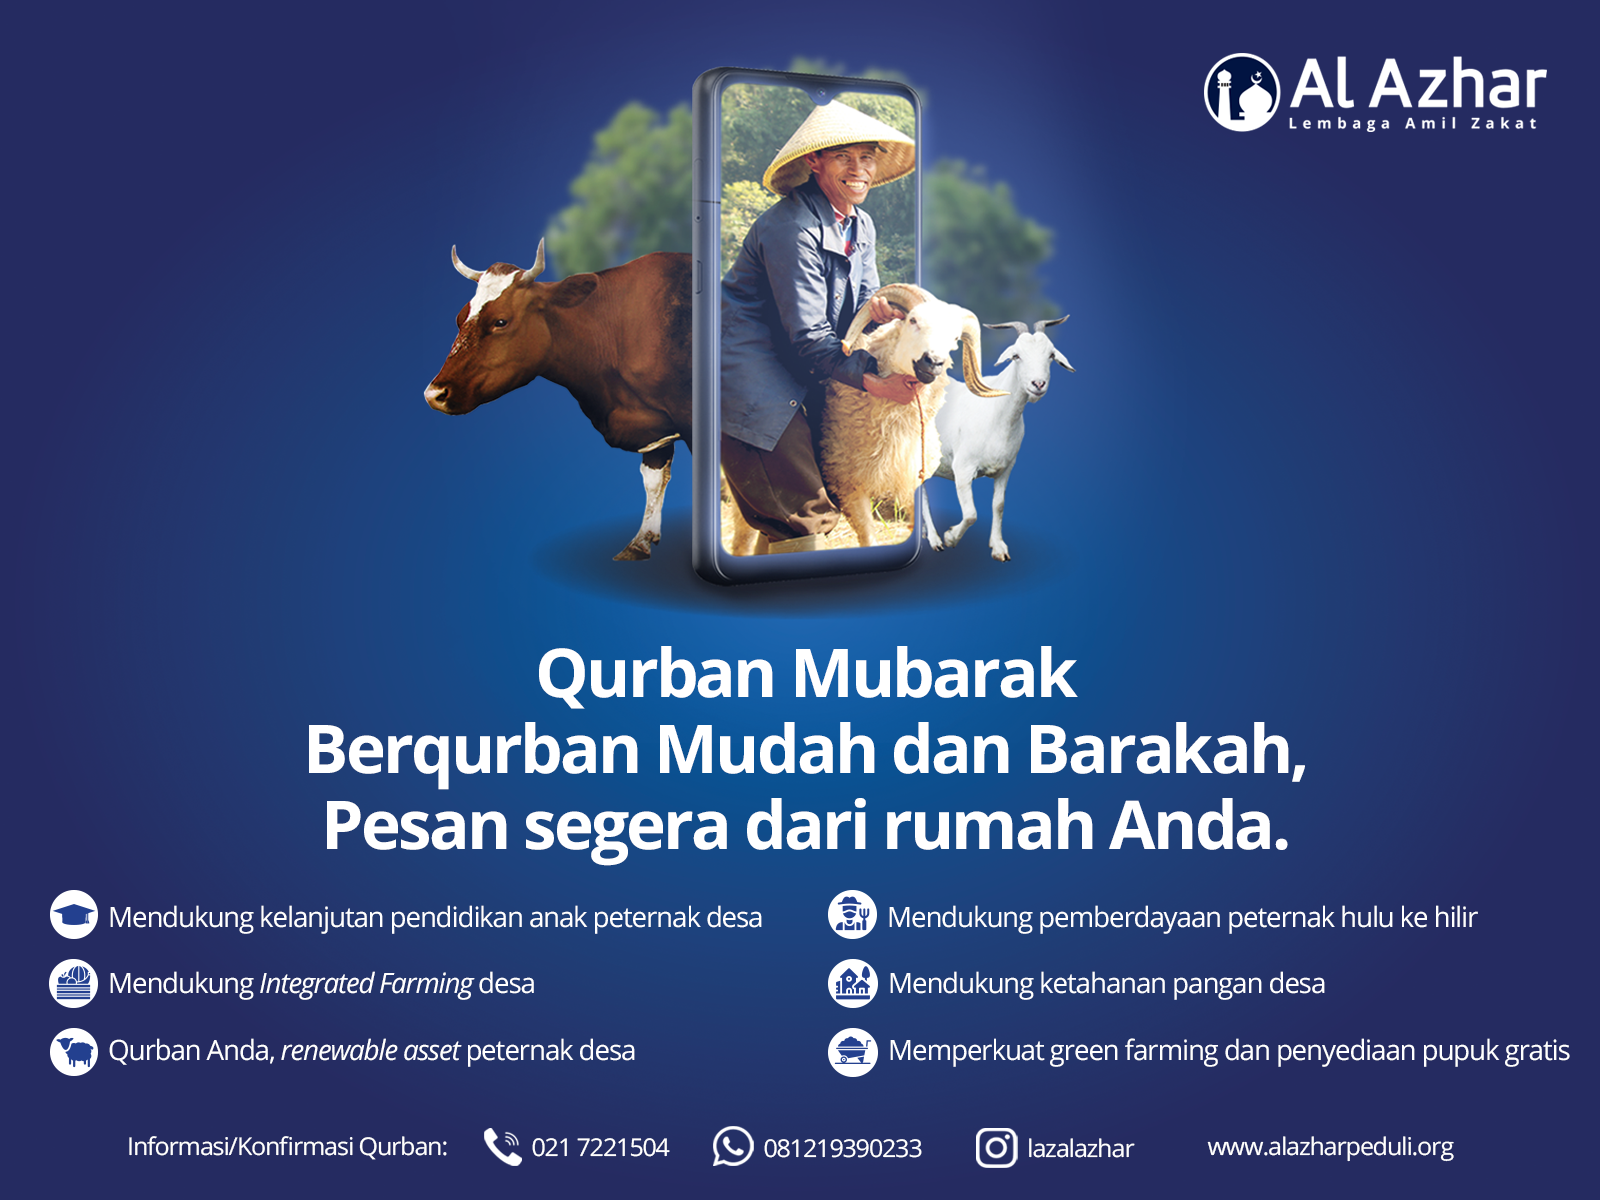 Al Azhar
Lembaga Amil Zakat
Qurban Mubarak
Berqurban Mudah dan Barakah,
Pesan segera dari rumah Anda.
Mendukung kelanjutan pendidikan anak peternak desa
Mendukung Integrated Farming desa
Qurban Anda, renewable asset peternak desa
Mendukung pemberdayaan peternak hulu ke hilir
Mendukung ketahanan pangan desa
Memperkuat green farming dan penyediaan pupuk gratis
Informasi/Konfirmasi Qurban: 021 7221504 081219390233 lazalazhar www.alazharpeduli.org